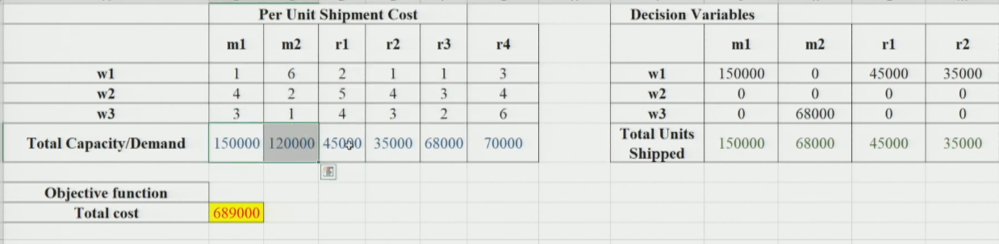 Per Unit Shipment Cost Decision Variables
m1 m2 r1 r2 r3 r4 m1 m2 r1 r2
w1 1 6 2 1 1 3 w1 150000 0 45000 35000
w2 4 2 5 4 3 4 w2 0 0 0 0
w3 3 1 4 3 2 6 w3 0 68000 0 0
Total Capacity/Demand 150000 120000 45000 35000 68000 70000 Total Units Shipped 150000 68000 45000 35000
Objective function
Total cost 689000